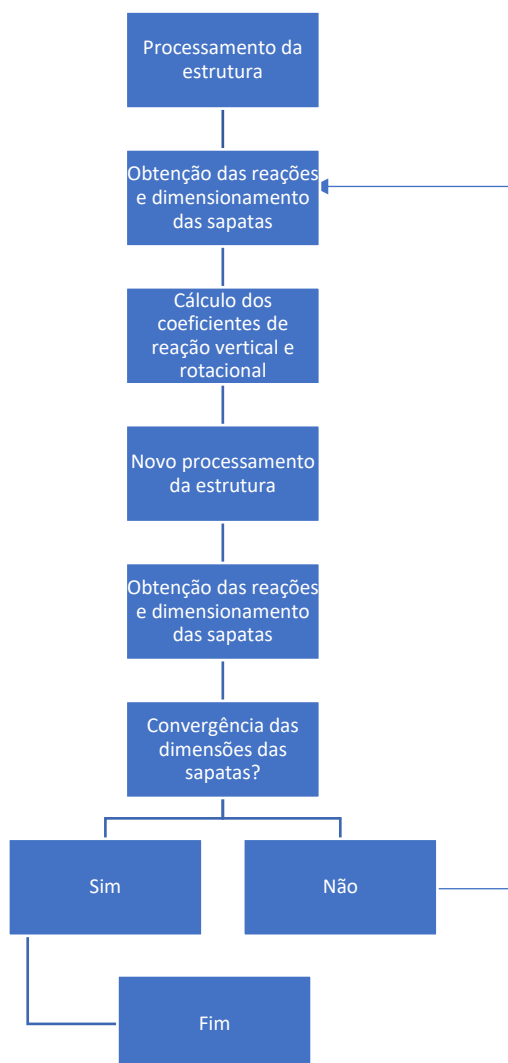 Processamento da
estrutura
Obtenção das reações
e dimensionamento
das sapatas
Cálculo dos
coeficientes de
reação vertical e
rotacional
Novo processamento
da estrutura
Obtenção das reações
e dimensionamento
das sapatas
Convergência das
dimensões das
sapatas?
Sim
Não
Fim